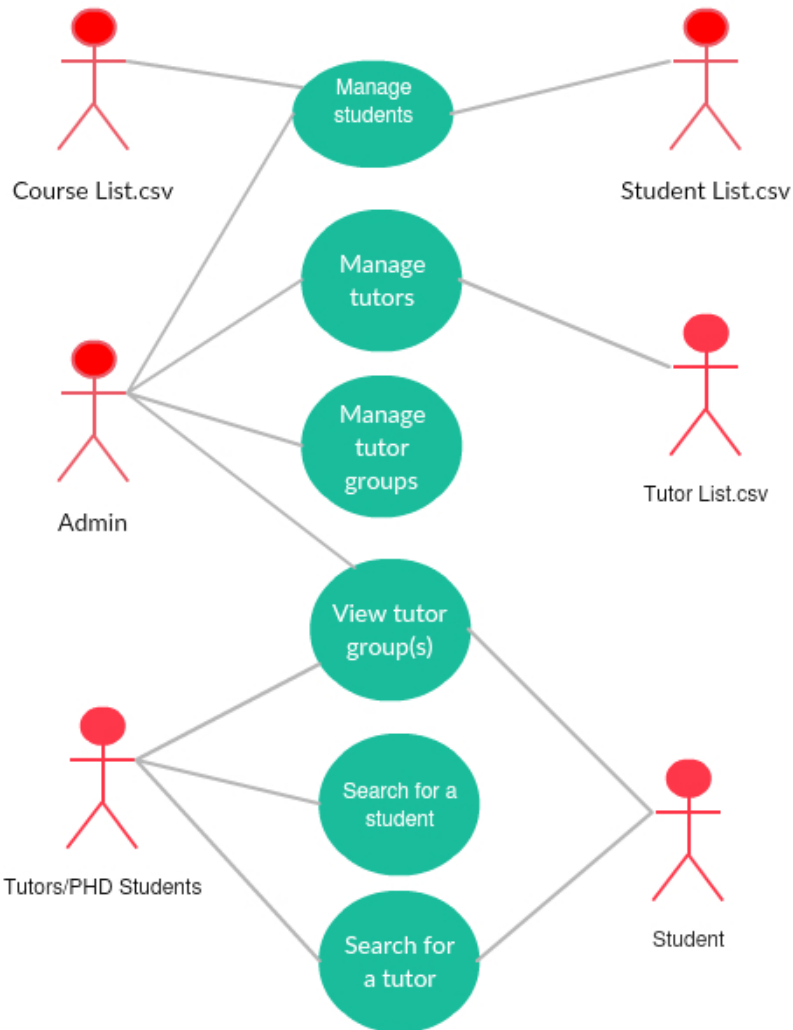 Manage
students
Course List.csv
Student List.csv
Manage
tutors
Manage
tutor
groups
Tutor List.csv
Admin
View tutor
group(s)
Search for a
student
Tutors/PHD Students
Student
Search for
a tutor